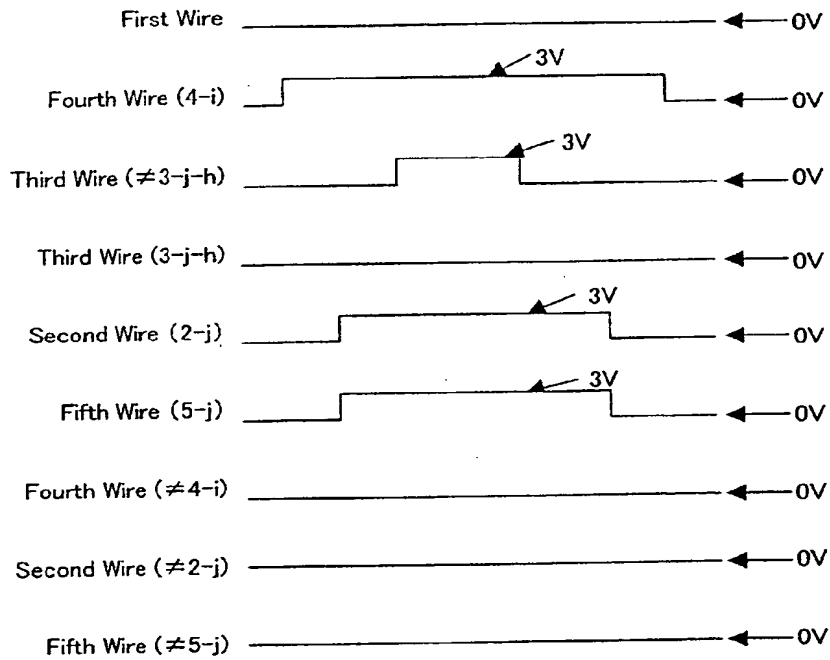 First Wire 0V
3V
Fourth Wire (4-i) 0V
3V
Third Wire (≠3-j-h) 0V
Third Wire (3-j-h) 0V
3V
Second Wire (2-j) 0V
3V
Fifth Wire (5-j) 0V
Fourth Wire (≠4-i) 0V
Second Wire (≠2-j) 0V
Fifth Wire (≠5-j) 0V